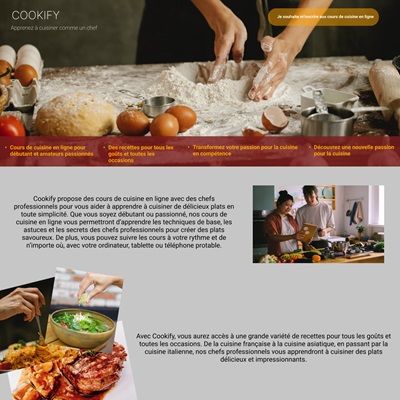 COOKIFY
Apprenez à cuisiner comme un chef
Je souhaite m'inscrire aux cours de cuisine en ligne
• Cours de cuisine en ligne pour
débutant et amateurs passionnés
• Des recettes pour tous les
goûts et toutes les
occasions
• Transformez votre passion pour la cuisine
en compétence
• Découvrez une nouvelle passion
pour la cuisine
Cookify propose des cours de cuisine en ligne avec des chefs
professionnels pour vous aider à apprendre à cuisiner de délicieux plats en
toute simplicité. Que vous soyez débutant ou passionné, nos cours de
cuisine en ligne vous permettront d'apprendre les techniques de base, les
astuces et les secrets des chefs professionnels pour créer des plats
savoureux. De plus, vous pouvez suivre les cours à votre rythme et de
n'importe où, avec votre ordinateur, tablette ou téléphone portable.
Avec Cookify, vous aurez accès à une grande variété de recettes pour tous les goûts et
toutes les occasions. De la cuisine française à la cuisine asiatique, en passant par la
cuisine italienne, nos chefs professionnels vous apprendront à cuisiner des plats
délicieux et impressionnants.